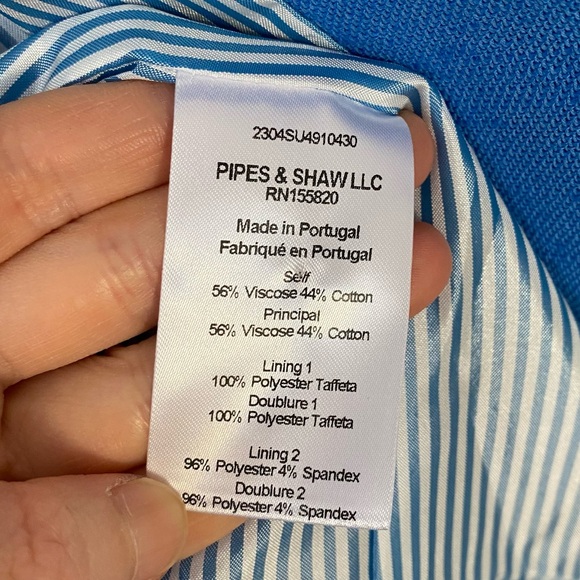 2304SU4910430
PIPES & SHAW LLC
RN155820
Made in Portugal
Fabriqué en Portugal
Self
56% Viscose 44% Cotton
Principal
56% Viscose 44% Cotton
Lining 1
100% Polyester Taffeta
Doublure 1
100% Polyester Taffeta
Lining 2
96% Polyester 4% Spandex
Doublure 2
96% Polyester 4% Spandex